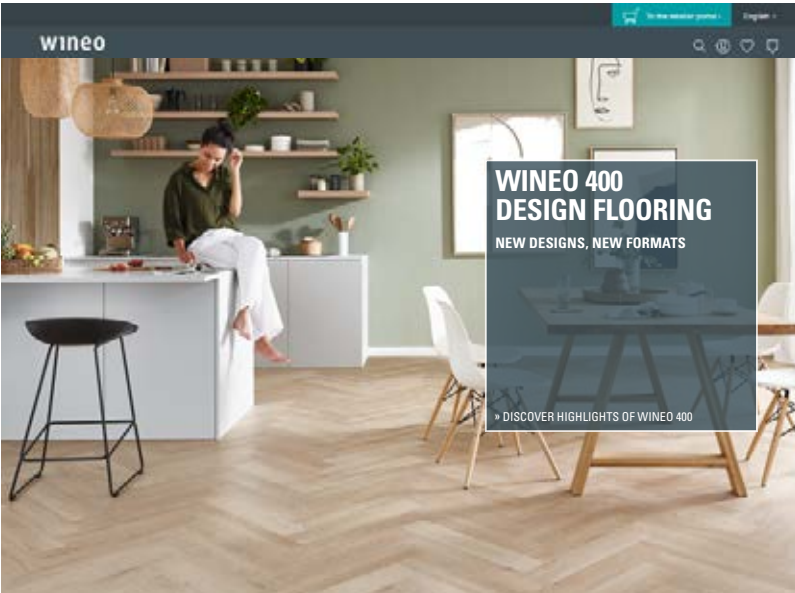 To the retailer portal ›
English
wineo
WINEO 400
DESIGN FLOORING
NEW DESIGNS, NEW FORMATS
» DISCOVER HIGHLIGHTS OF WINEO 400